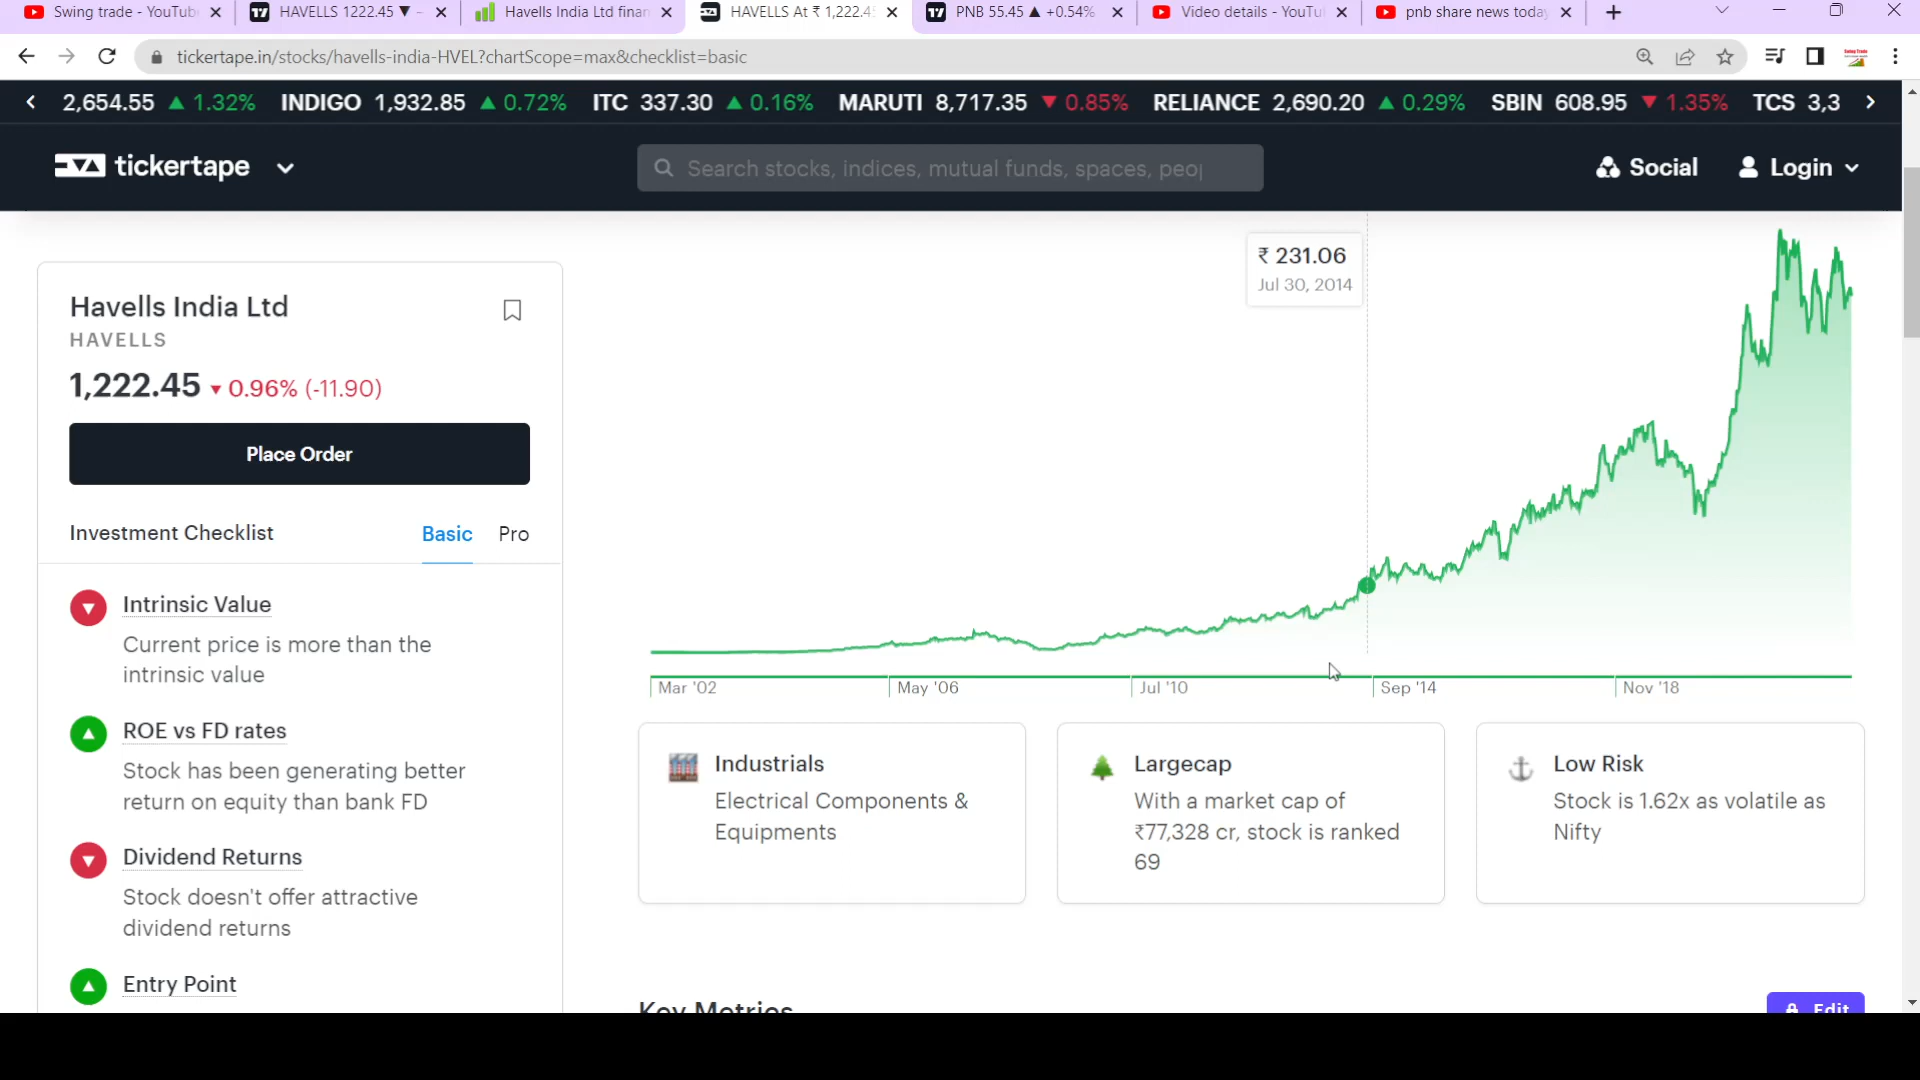 Swing trade - YouTub
HAVELLS 1222.45 ▼ -
Havells India Ltd finan
HAVELLS At ₹ 1,222.45
PNB 55.45 ▲ +0.54%
Video details - YouTu
pnb share news today
tickertape.in/stocks/havells-india-HVEL?chartScope=max&checklist=basic
2,654.55 ▲ 1.32% INDIGO 1,932.85 ▲ 0.72% ITC 337.30 ▲ 0.16% MARUTI 8,717.35 ▼ 0.85% RELIANCE 2,690.20 ▲ 0.29% SBIN 608.95 ▼ 1.35% TCS 3,3
tickertape
Search stocks, indices, mutual funds, spaces, peo
Social
Login
Havells India Ltd
HAVELLS
1,222.45 ▼ 0.96% (-11.90)
Place Order
Investment Checklist
Basic
Pro
Intrinsic Value
Current price is more than the
intrinsic value
ROE vs FD rates
Stock has been generating better
return on equity than bank FD
Dividend Returns
Stock doesn't offer attractive
dividend returns
Entry Point
₹ 231.06
Jul 30, 2014
Mar '02
May '06
Jul '10
Sep '14
Nov '18
Industrials
Electrical Components &
Equipments
Largecap
With a market cap of
₹77,328 cr, stock is ranked
69
Low Risk
Stock is 1.62x as volatile as
Nifty
Key Metrics
Edit